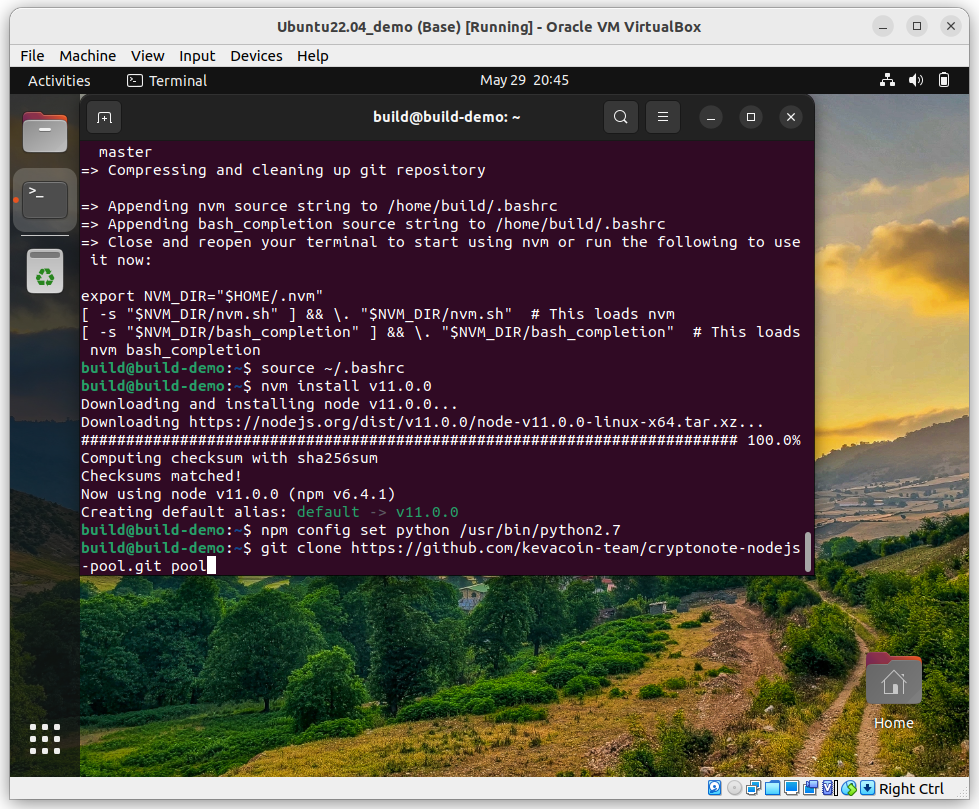 Ubuntu22.04_demo (Base) [Running] - Oracle VM VirtualBox
File Machine View Input Devices Help
Activities Terminal May 29 20:45
build@build-demo: ~
master
=> Compressing and cleaning up git repository
=> Appending nvm source string to /home/build/.bashrc
=> Appending bash_completion source string to /home/build/.bashrc
=> Close and reopen your terminal to start using nvm or run the following to use
it now:
export NVM_DIR="$HOME/.nvm"
[ -s "$NVM_DIR/nvm.sh" ] && \. "$NVM_DIR/nvm.sh"  # This loads nvm
[ -s "$NVM_DIR/bash_completion" ] && \. "$NVM_DIR/bash_completion"  # This loads
nvm bash_completion
build@build-demo:~$ source ~/.bashrc
build@build-demo:~$ nvm install v11.0.0
Downloading and installing node v11.0.0...
Downloading https://nodejs.org/dist/v11.0.0/node-v11.0.0-linux-x64.tar.xz...
######################################################################### 100.0%
Computing checksum with sha256sum
Checksums matched!
Now using node v11.0.0 (npm v6.4.1)
Creating default alias: default -> v11.0.0
build@build-demo:~$ npm config set python /usr/bin/python2.7
build@build-demo:~$ git clone https://github.com/kevacoin-team/cryptonote-nodejs
-pool.git pool
Home
Right Ctrl